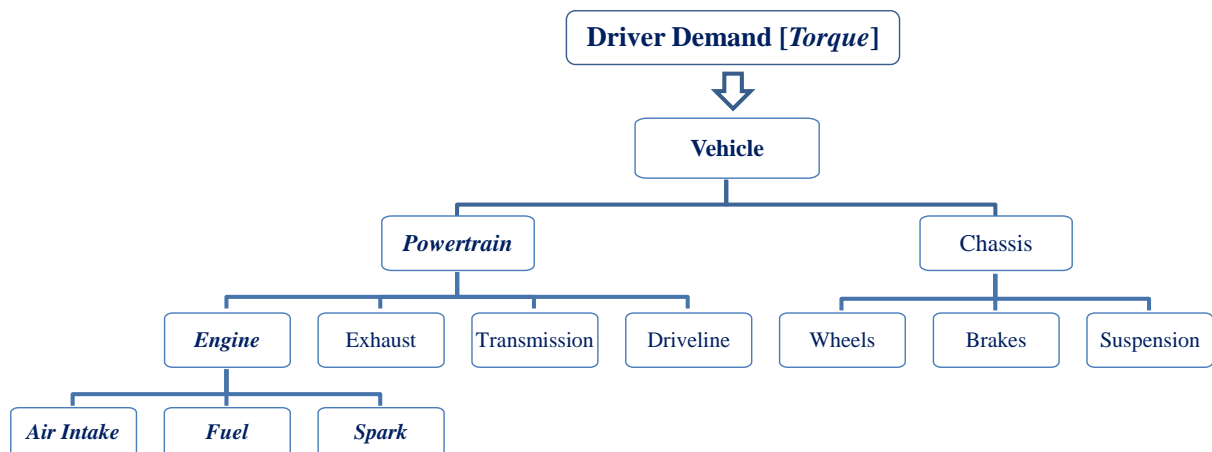 Driver Demand [Torque]
Vehicle
Powertrain
Chassis
Engine
Exhaust
Transmission
Driveline
Wheels
Brakes
Suspension
Air Intake
Fuel
Spark